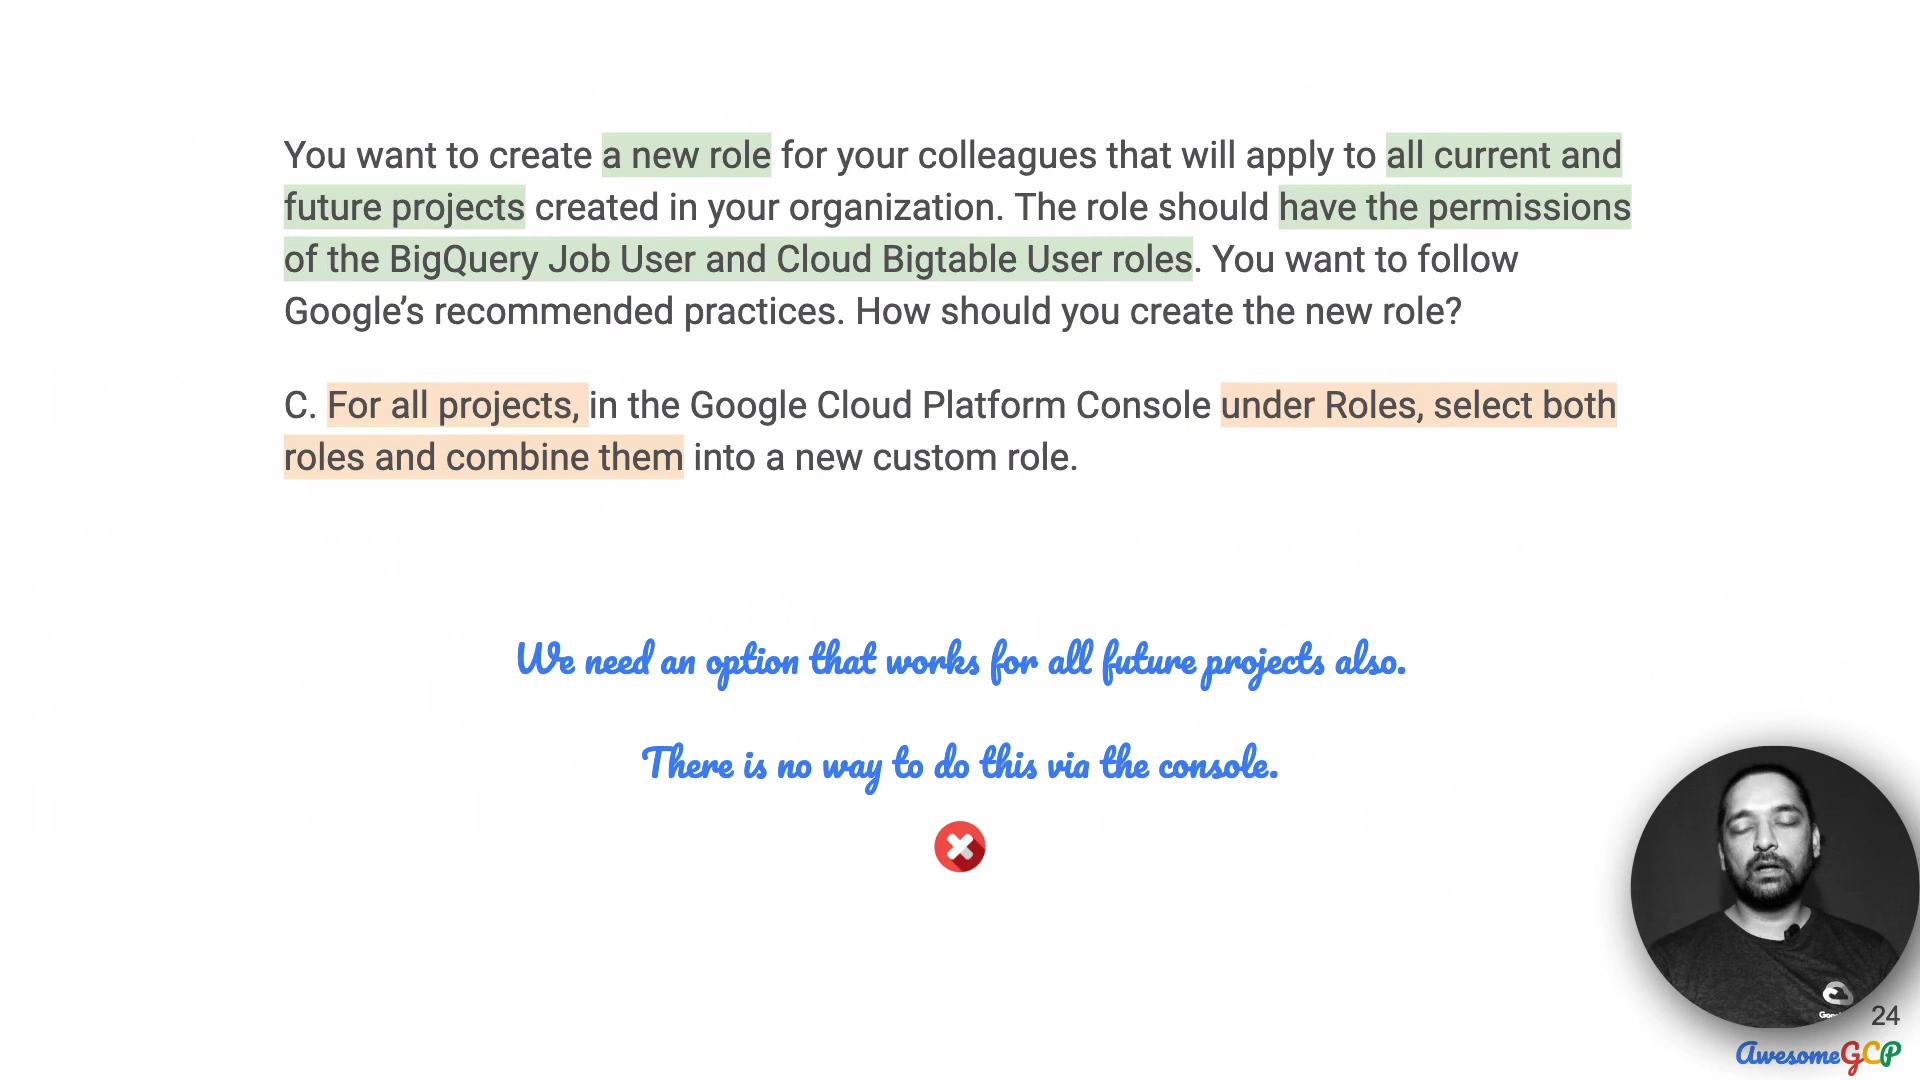 You want to create a new role for your colleagues that will apply to all current and
future projects created in your organization. The role should have the permissions
of the BigQuery Job User and Cloud Bigtable User roles. You want to follow
Google’s recommended practices. How should you create the new role?
C. For all projects, in the Google Cloud Platform Console under Roles, select both
roles and combine them into a new custom role.
We need an option that works for all future projects also.
There is no way to do this via the console.
24
AwesomeGCP